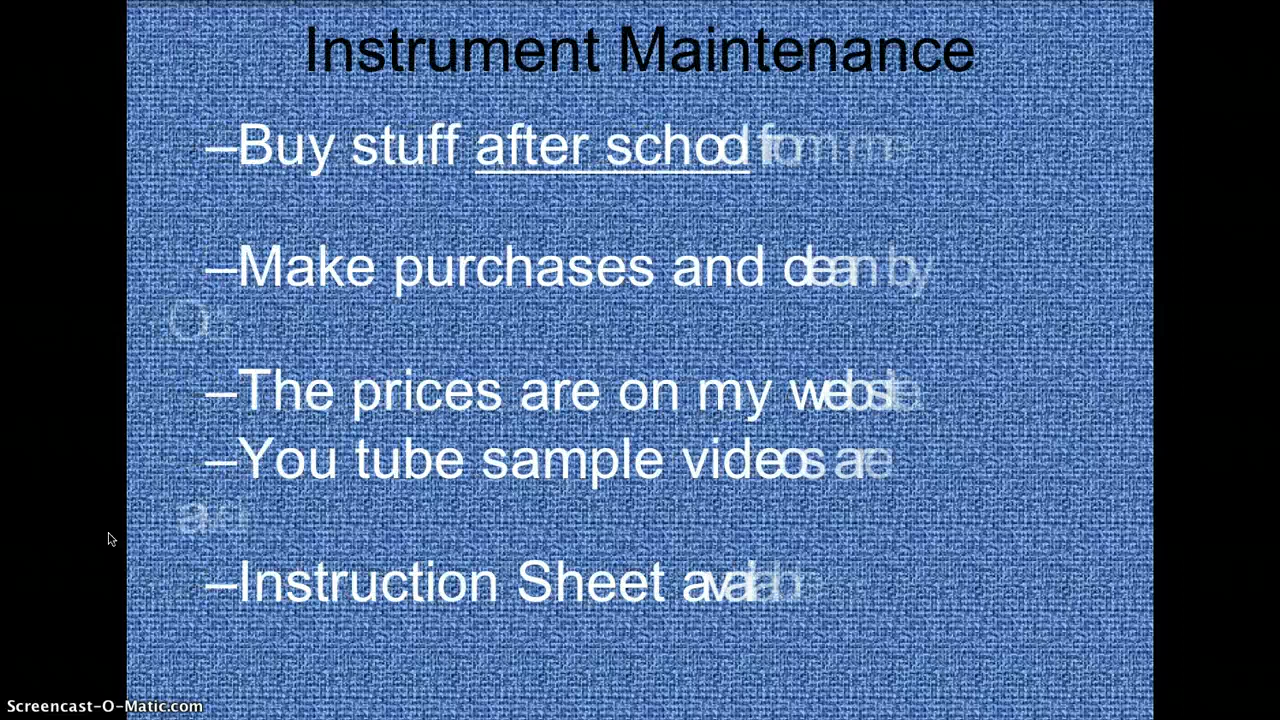 Instrument Maintenance
–Buy stuff after school from me
–Make purchases and clean by
–The prices are on my website
–You tube sample videos are
–Instruction Sheet available
Screencast-O-Matic.com